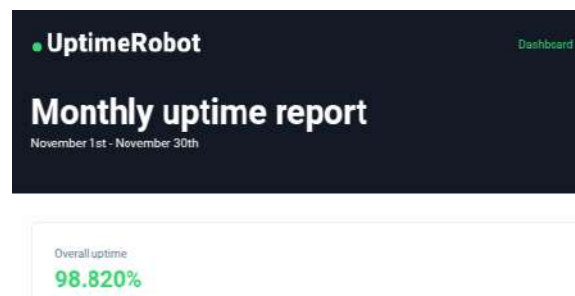 UptimeRobot
Dashboard
Monthly uptime report
November 1st - November 30th
Overall uptime
98.820%